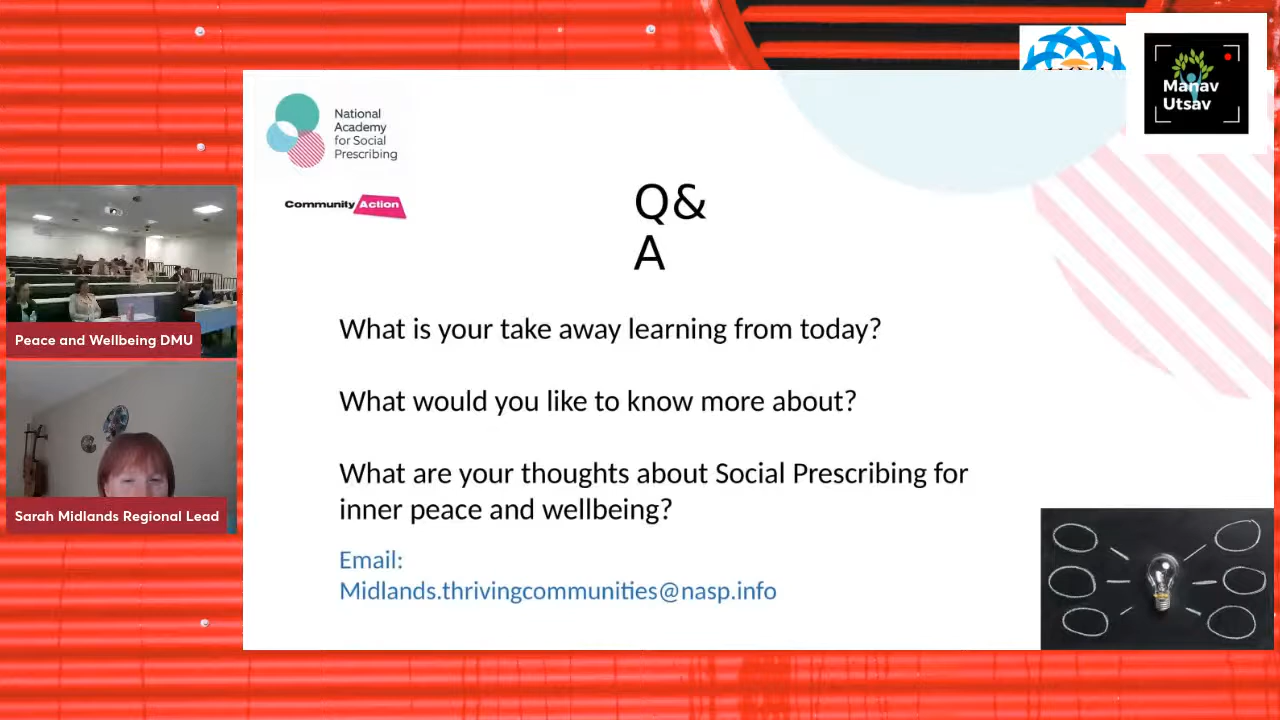 National
Academy
for Social
Prescribing
Community Action
Manav
Utsav
Q&
A
What is your take away learning from today?
What would you like to know more about?
What are your thoughts about Social Prescribing for
inner peace and wellbeing?
Email:
Midlands.thrivingcommunities@nasp.info
Peace and Wellbeing DMU
Sarah Midlands Regional Lead